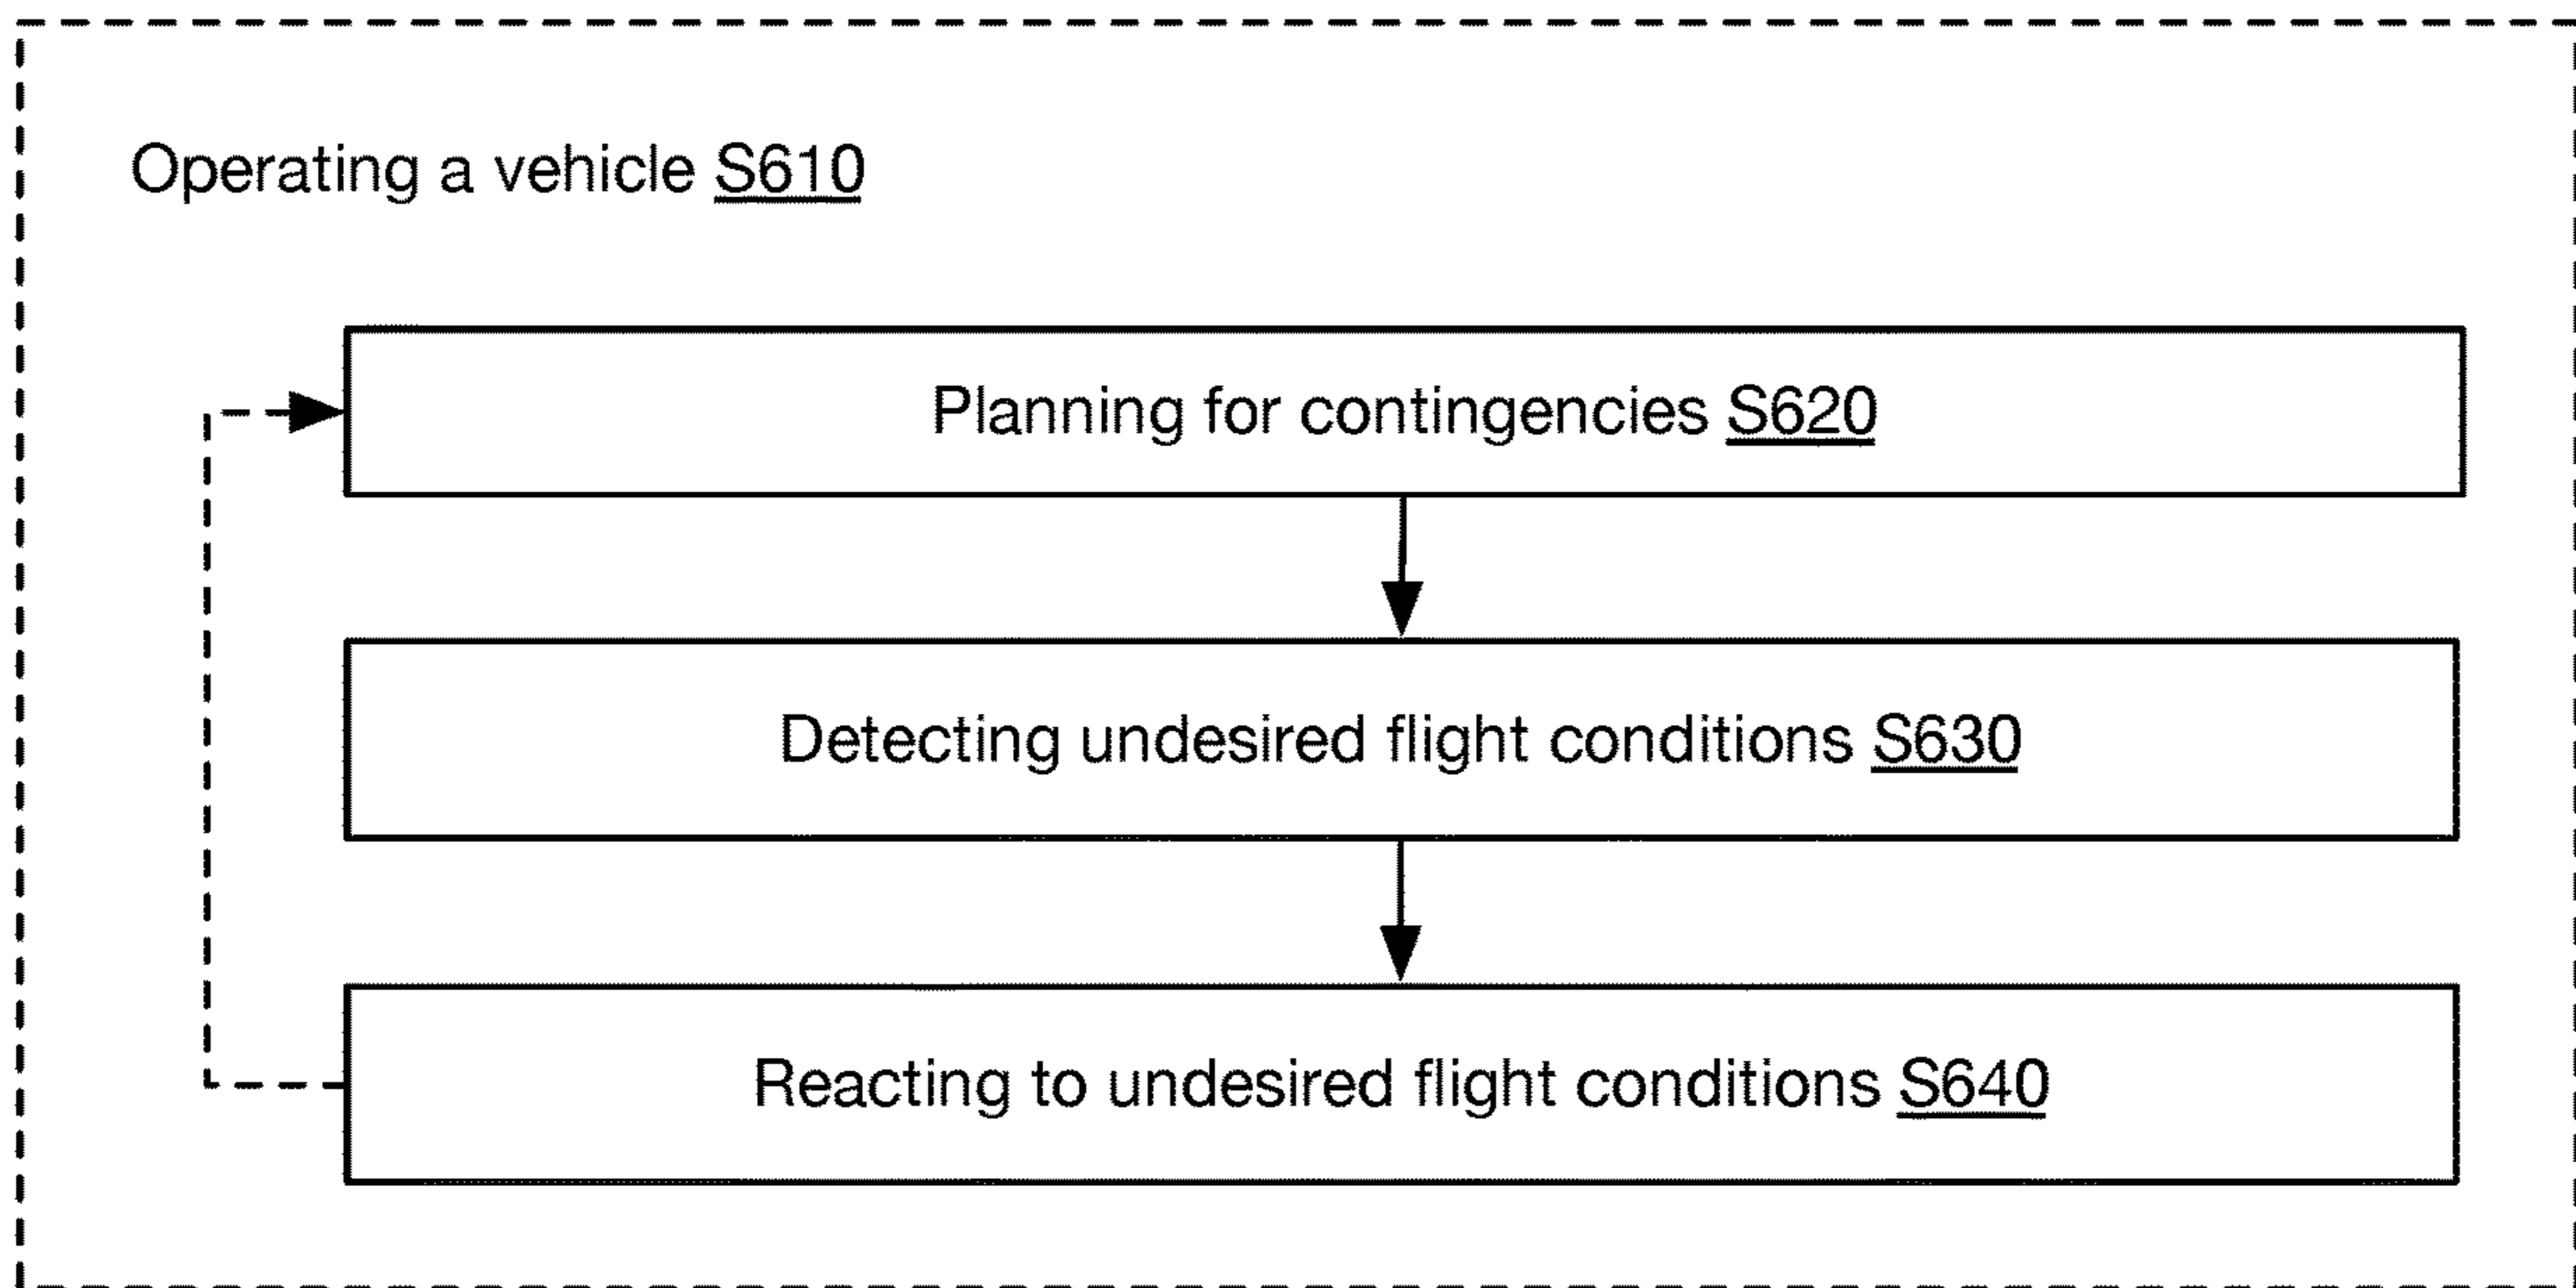 Operating a vehicle S610
Planning for contingencies S620
Detecting undesired flight conditions S630
Reacting to undesired flight conditions S640